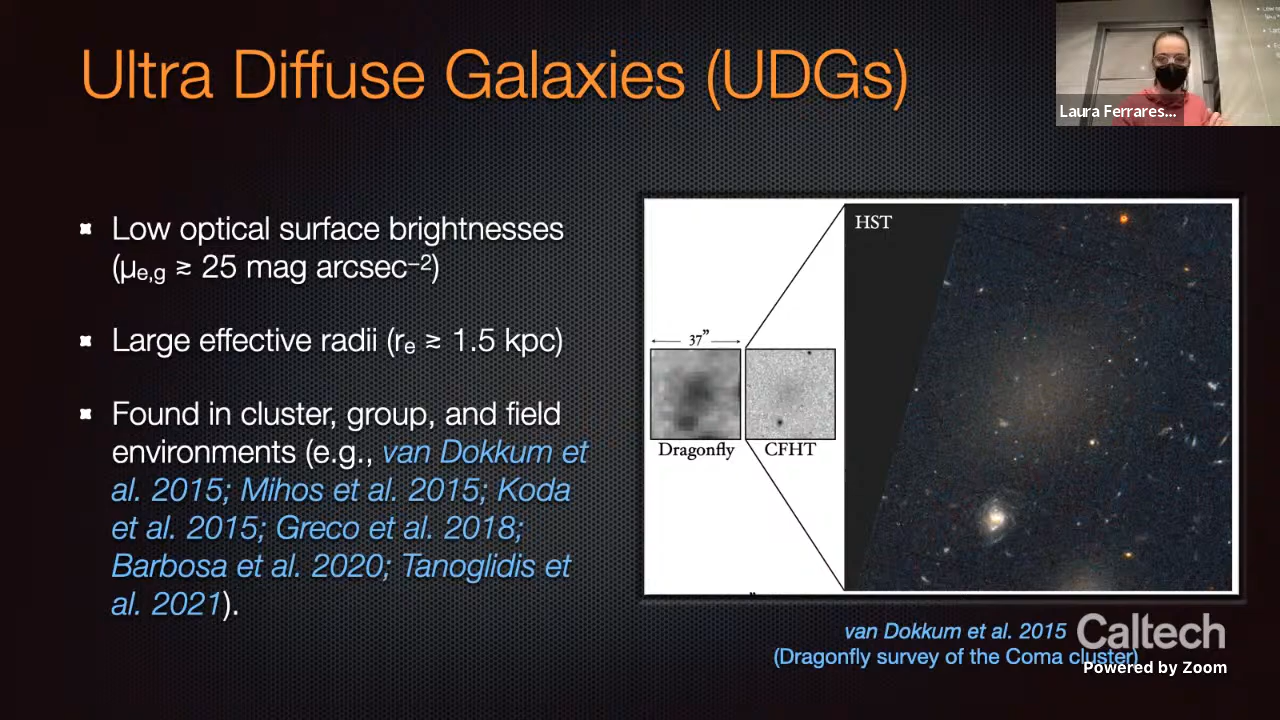 Ultra Diffuse Galaxies (UDGs)
Laura Ferrares...
Low optical surface brightnesses
(μe,g ≳ 25 mag arcsec−2)
Large effective radii (re ≳ 1.5 kpc)
Found in cluster, group, and field
environments (e.g., van Dokkum et
al. 2015; Mihos et al. 2015; Koda
et al. 2015; Greco et al. 2018;
Barbosa et al. 2020; Tanoglidis et
al. 2021).
HST
37”
Dragonfly
CFHT
van Dokkum et al. 2015
(Dragonfly survey of the Coma cluster)
Caltech
Powered by Zoom